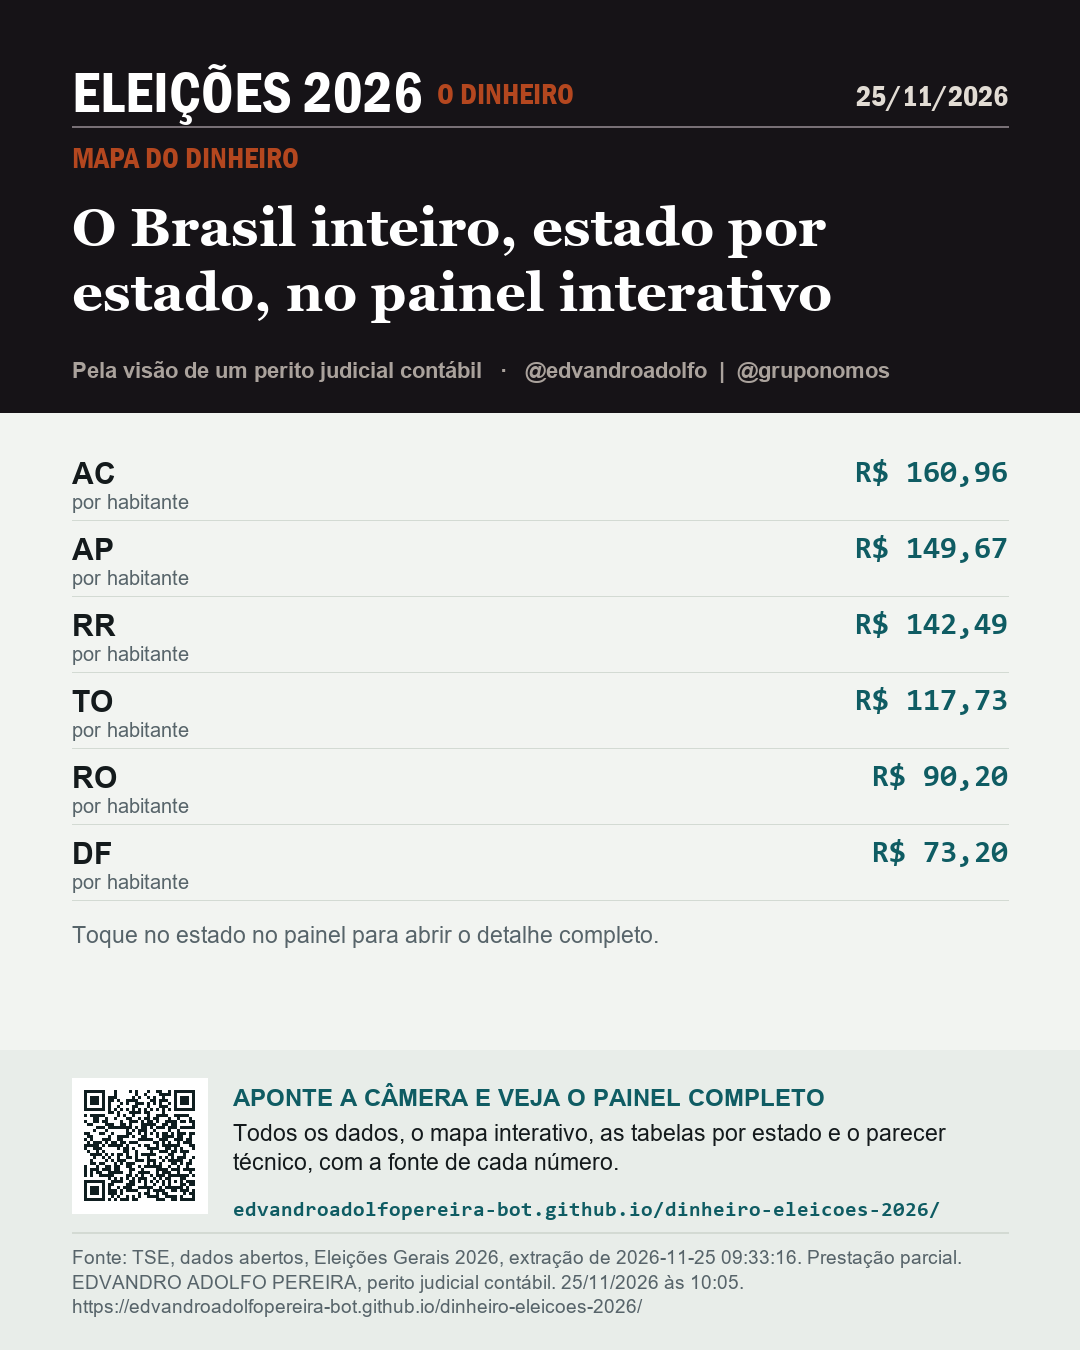 ELEIÇÕES 2026 O DINHEIRO 25/11/2026
MAPA DO DINHEIRO
O Brasil inteiro, estado por
estado, no painel interativo
Pela visão de um perito judicial contábil · @edvandroadolfo | @gruponomos
AC R$ 160,96
por habitante
AP R$ 149,67
por habitante
RR R$ 142,49
por habitante
TO R$ 117,73
por habitante
RO R$ 90,20
por habitante
DF R$ 73,20
por habitante
Toque no estado no painel para abrir o detalhe completo.
APONTE A CÂMERA E VEJA O PAINEL COMPLETO
Todos os dados, o mapa interativo, as tabelas por estado e o parecer
técnico, com a fonte de cada número.
edvandroadolfopereira-bot.github.io/dinheiro-eleicoes-2026/
Fonte: TSE, dados abertos, Eleições Gerais 2026, extração de 2026-11-25 09:33:16. Prestação parcial.
EDVANDRO ADOLFO PEREIRA, perito judicial contábil. 25/11/2026 às 10:05.
https://edvandroadolfopereira-bot.github.io/dinheiro-eleicoes-2026/